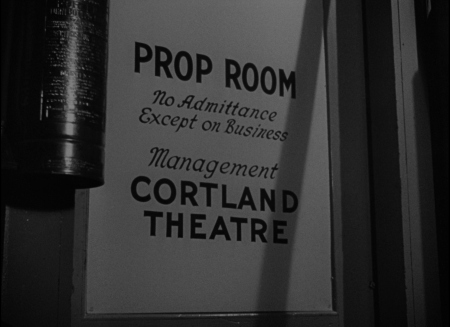 PROP ROOM
No Admittance
Except on Business
Management
CORTLAND
THEATRE